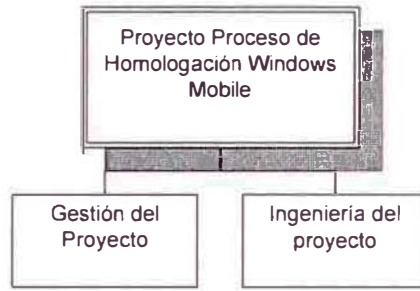 Proyecto Proceso de
Homologación Windows
Mobile
Gestión del
Proyecto
Ingeniería del
proyecto